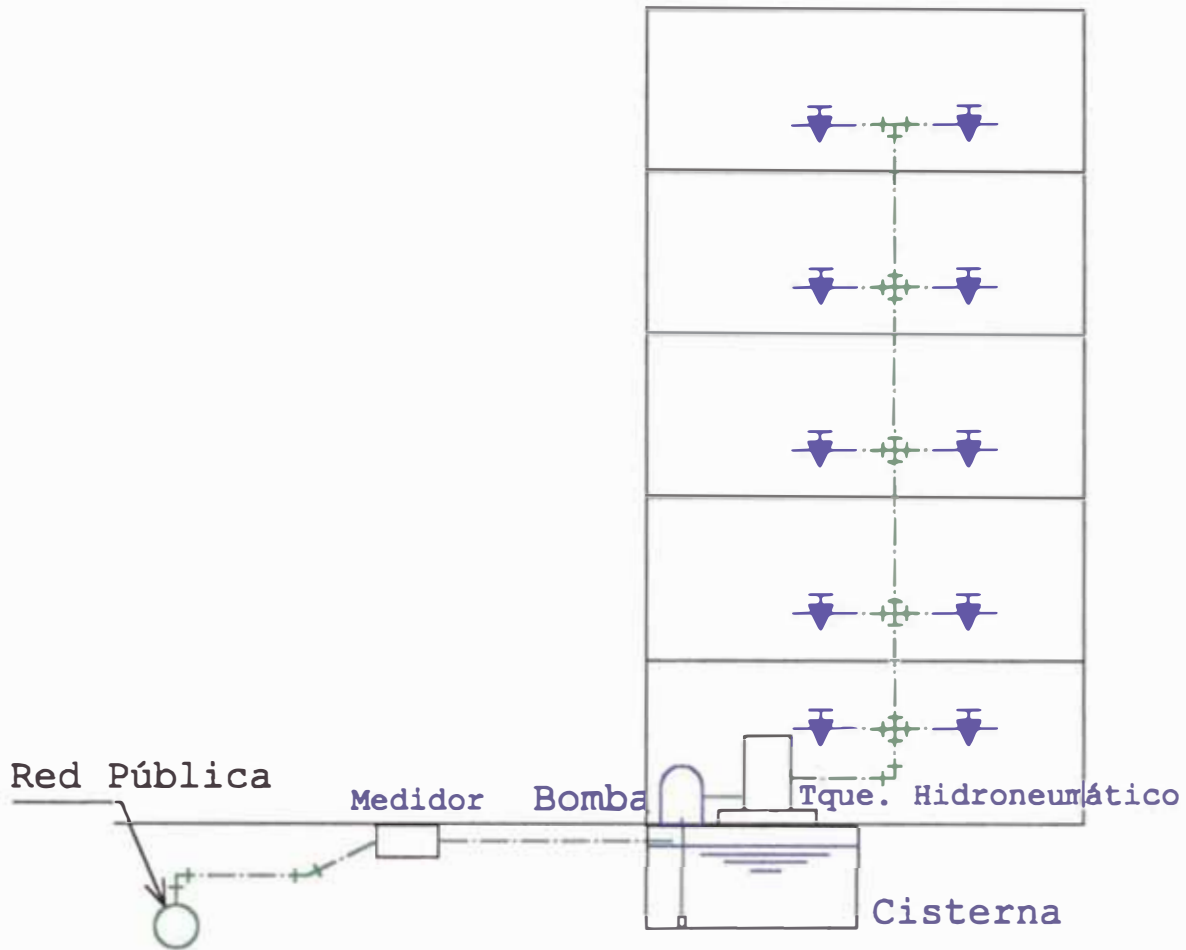 Red Pública
Medidor
Bomba
Tque. Hidroneumático
Cisterna